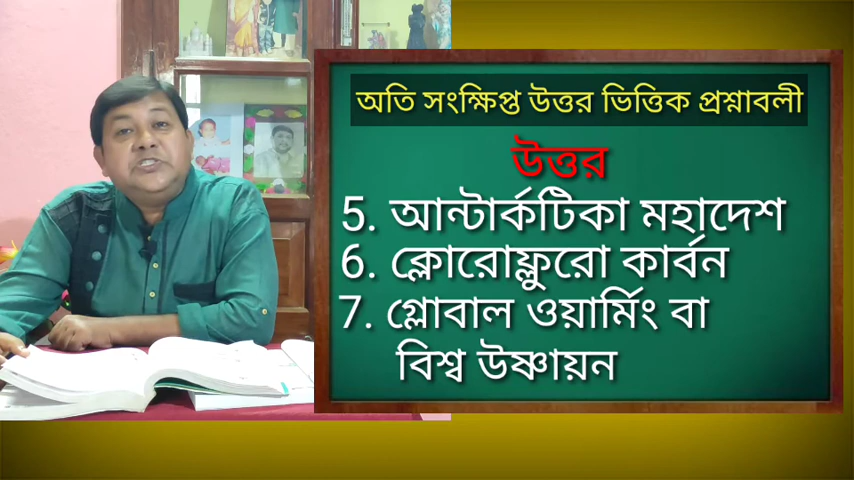 অতি সংক্ষিপ্ত উত্তর ভিত্তিক প্রশ্নাবলী
উত্তর
5. আন্টার্কটিকা মহাদেশ
6. ক্লোরোফ্লুরো কার্বন
7. গ্লোবাল ওয়ার্মিং বা
বিশ্ব উষ্ণায়ন